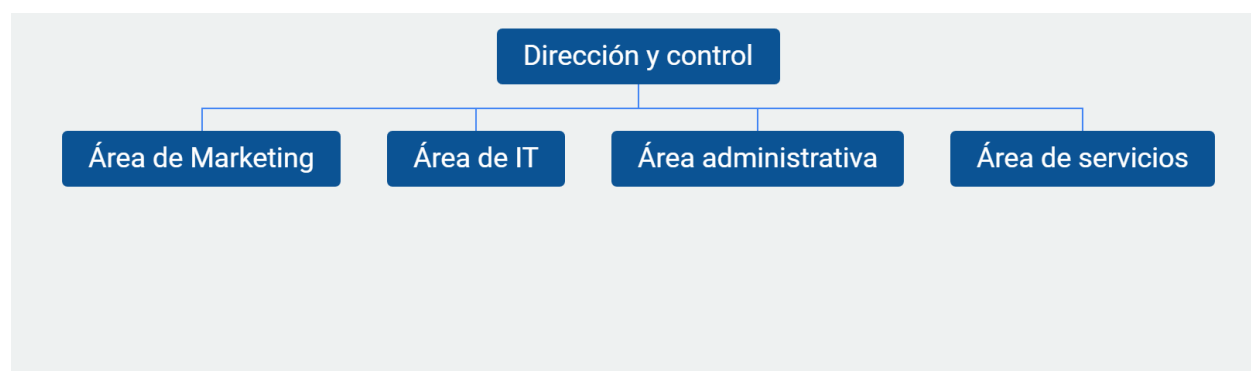 Dirección y control
Área de Marketing
Área de IT
Área administrativa
Área de servicios